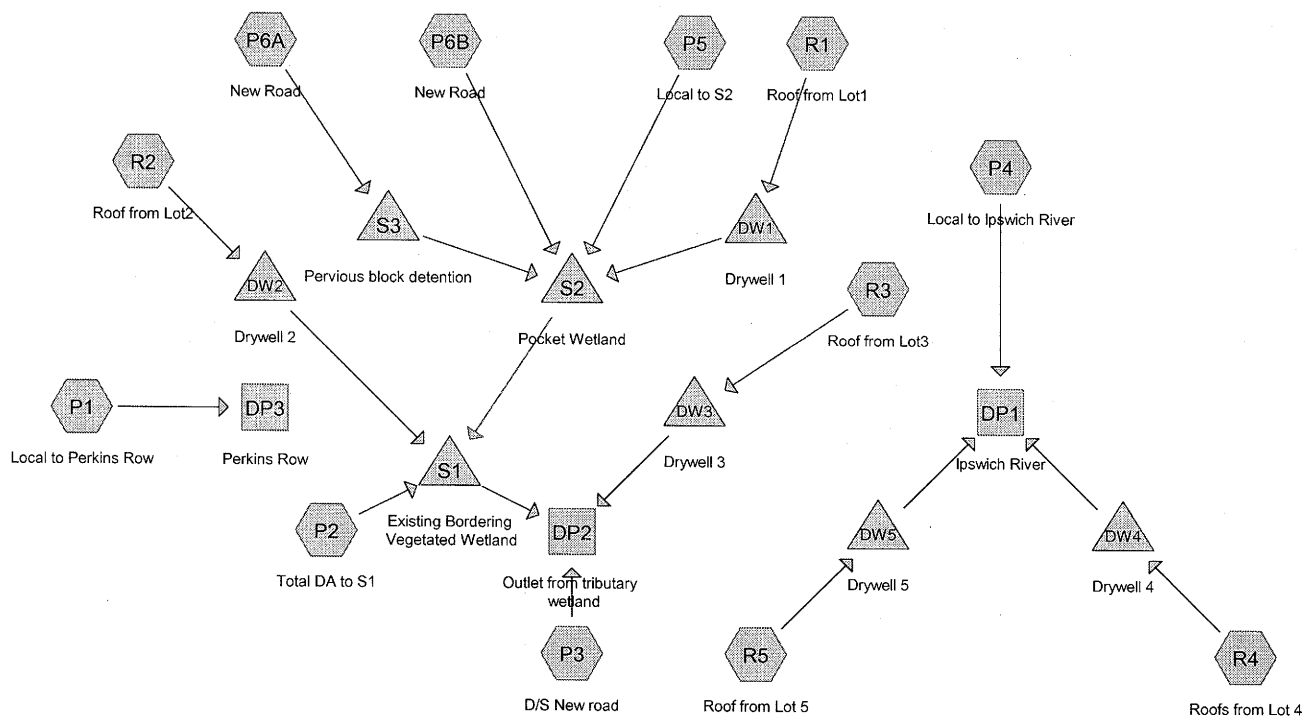 P6A
New Road
P6B
New Road
P5
Local to S2
R1
Roof from Lot1
R2
Roof from Lot2
P4
Local to Ipswich River
S3
Pervious block detention
DW1
Drywell 1
DW2
Drywell 2
S2
Pocket Wetland
R3
Roof from Lot3
P1
Local to Perkins Row
DP3
Perkins Row
DW3
Drywell 3
DP1
Ipswich River
S1
Existing Bordering
Vegetated Wetland
P2
Total DA to S1
DP2
Outlet from tributary
wetland
DW5
Drywell 5
DW4
Drywell 4
P3
D/S New road
R5
Roof from Lot 5
R4
Roofs from Lot 4